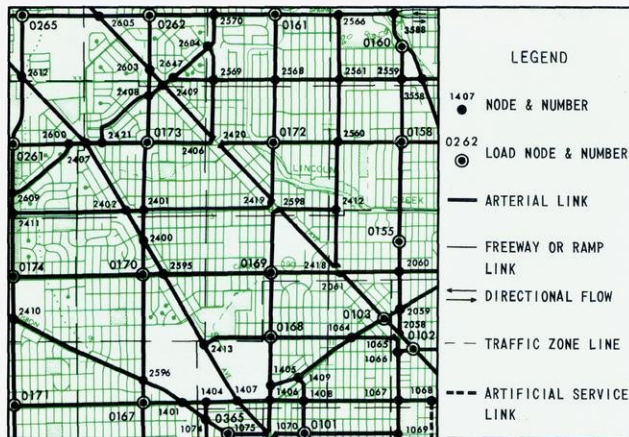 2605 2570 2566
0265 0262 0161 3588
2604 0160
2612 2603 2647 2569 2568 2561 2559
2408 2409 3558
2600 2421 0173 2420 0172 2560 0158
0261 2407 2406
LINCOLN
CREEK
2609 2402 2401 2419 2598 2412
2411
2400 0155
0174 0170 2595 0169 2418 2060
2061
2410 0103 2059
0168 1064 2058
0102
2413 1065
1066
2596 1405 1409
0171 1404 1407 1406 1408 1067 1068
0167 1401 0365
1074 1075 1070 0101 1069
LEGEND
1407
NODE & NUMBER
0262
LOAD NODE & NUMBER
ARTERIAL LINK
FREEWAY OR RAMP
LINK
DIRECTIONAL FLOW
TRAFFIC ZONE LINE
ARTIFICIAL SERVICE
LINK